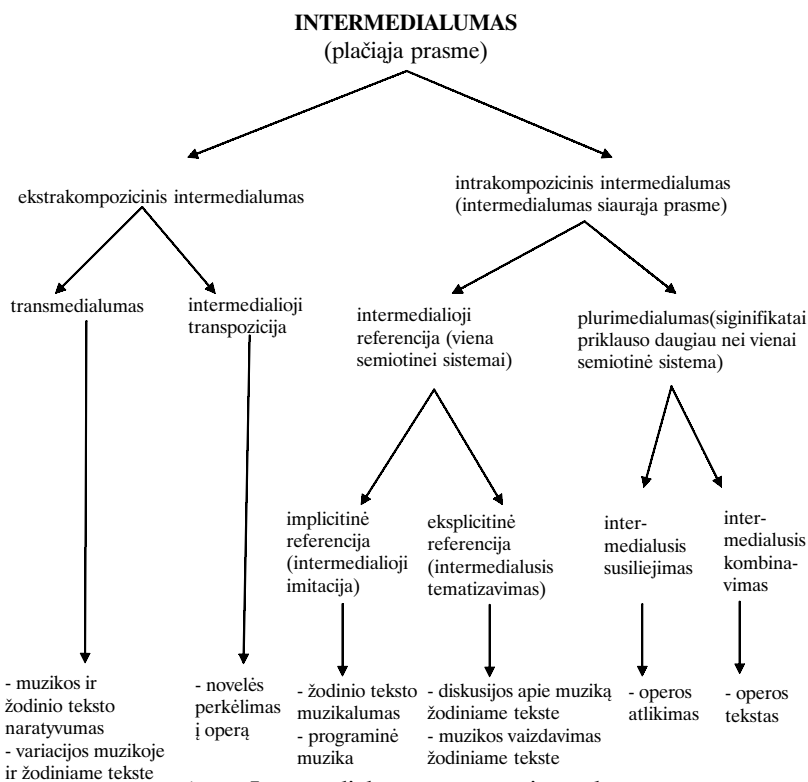 INTERMEDIALUMAS
(plačiąja prasme)
ekstrakompozicinis intermedialumas
intrakompozicinis intermedialumas
(intermedialumas siaurąja prasme)
transmedialumas
intermedialioji
transpozicija
intermedialioji
referencija (viena
semiotinei sistemai)
plurimedialumas(siginifikatai
priklauso daugiau nei vienai
semiotinė sistema)
implicitinė
referencija
(intermedialioji
imitacija)
eksplicitinė
referencija
(intermedialusis
tematizavimas)
inter-
medialusis
susiliejimas
inter-
medialusis
kombina-
vimas
- muzikos ir
žodinio teksto
naratyvumas
- variacijos muzikoje
ir žodiniame tekste
- novelės
perkėlimas
į operą
- žodinio teksto
muzikalumas
- programinė
muzika
- diskusijos apie muziką
žodiniame tekste
- muzikos vaizdavimas
žodiniame tekste
- operos
atlikimas
- operos
tekstas